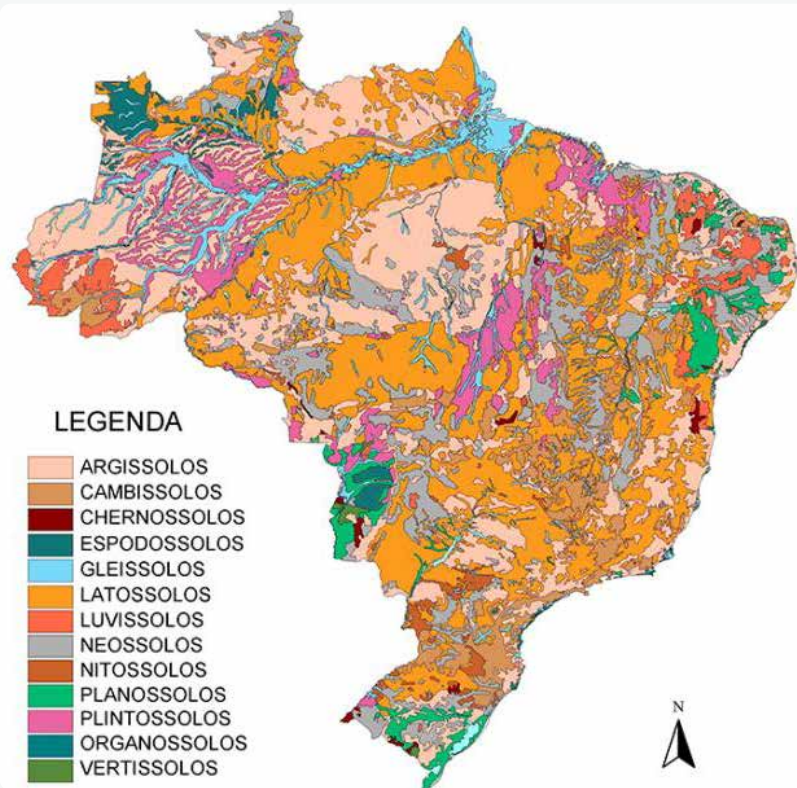 LEGENDA
ARGISSOLOS
CAMBISSOLOS
CHERNOSSOLOS
ESPODOSSOLOS
GLEISSOLOS
LATOSSOLOS
LUVISSOLOS
NEOSSOLOS
NITOSSOLOS
PLANOSSOLOS
PLINTOSSOLOS
ORGANOSSOLOS
VERTISSOLOS
N